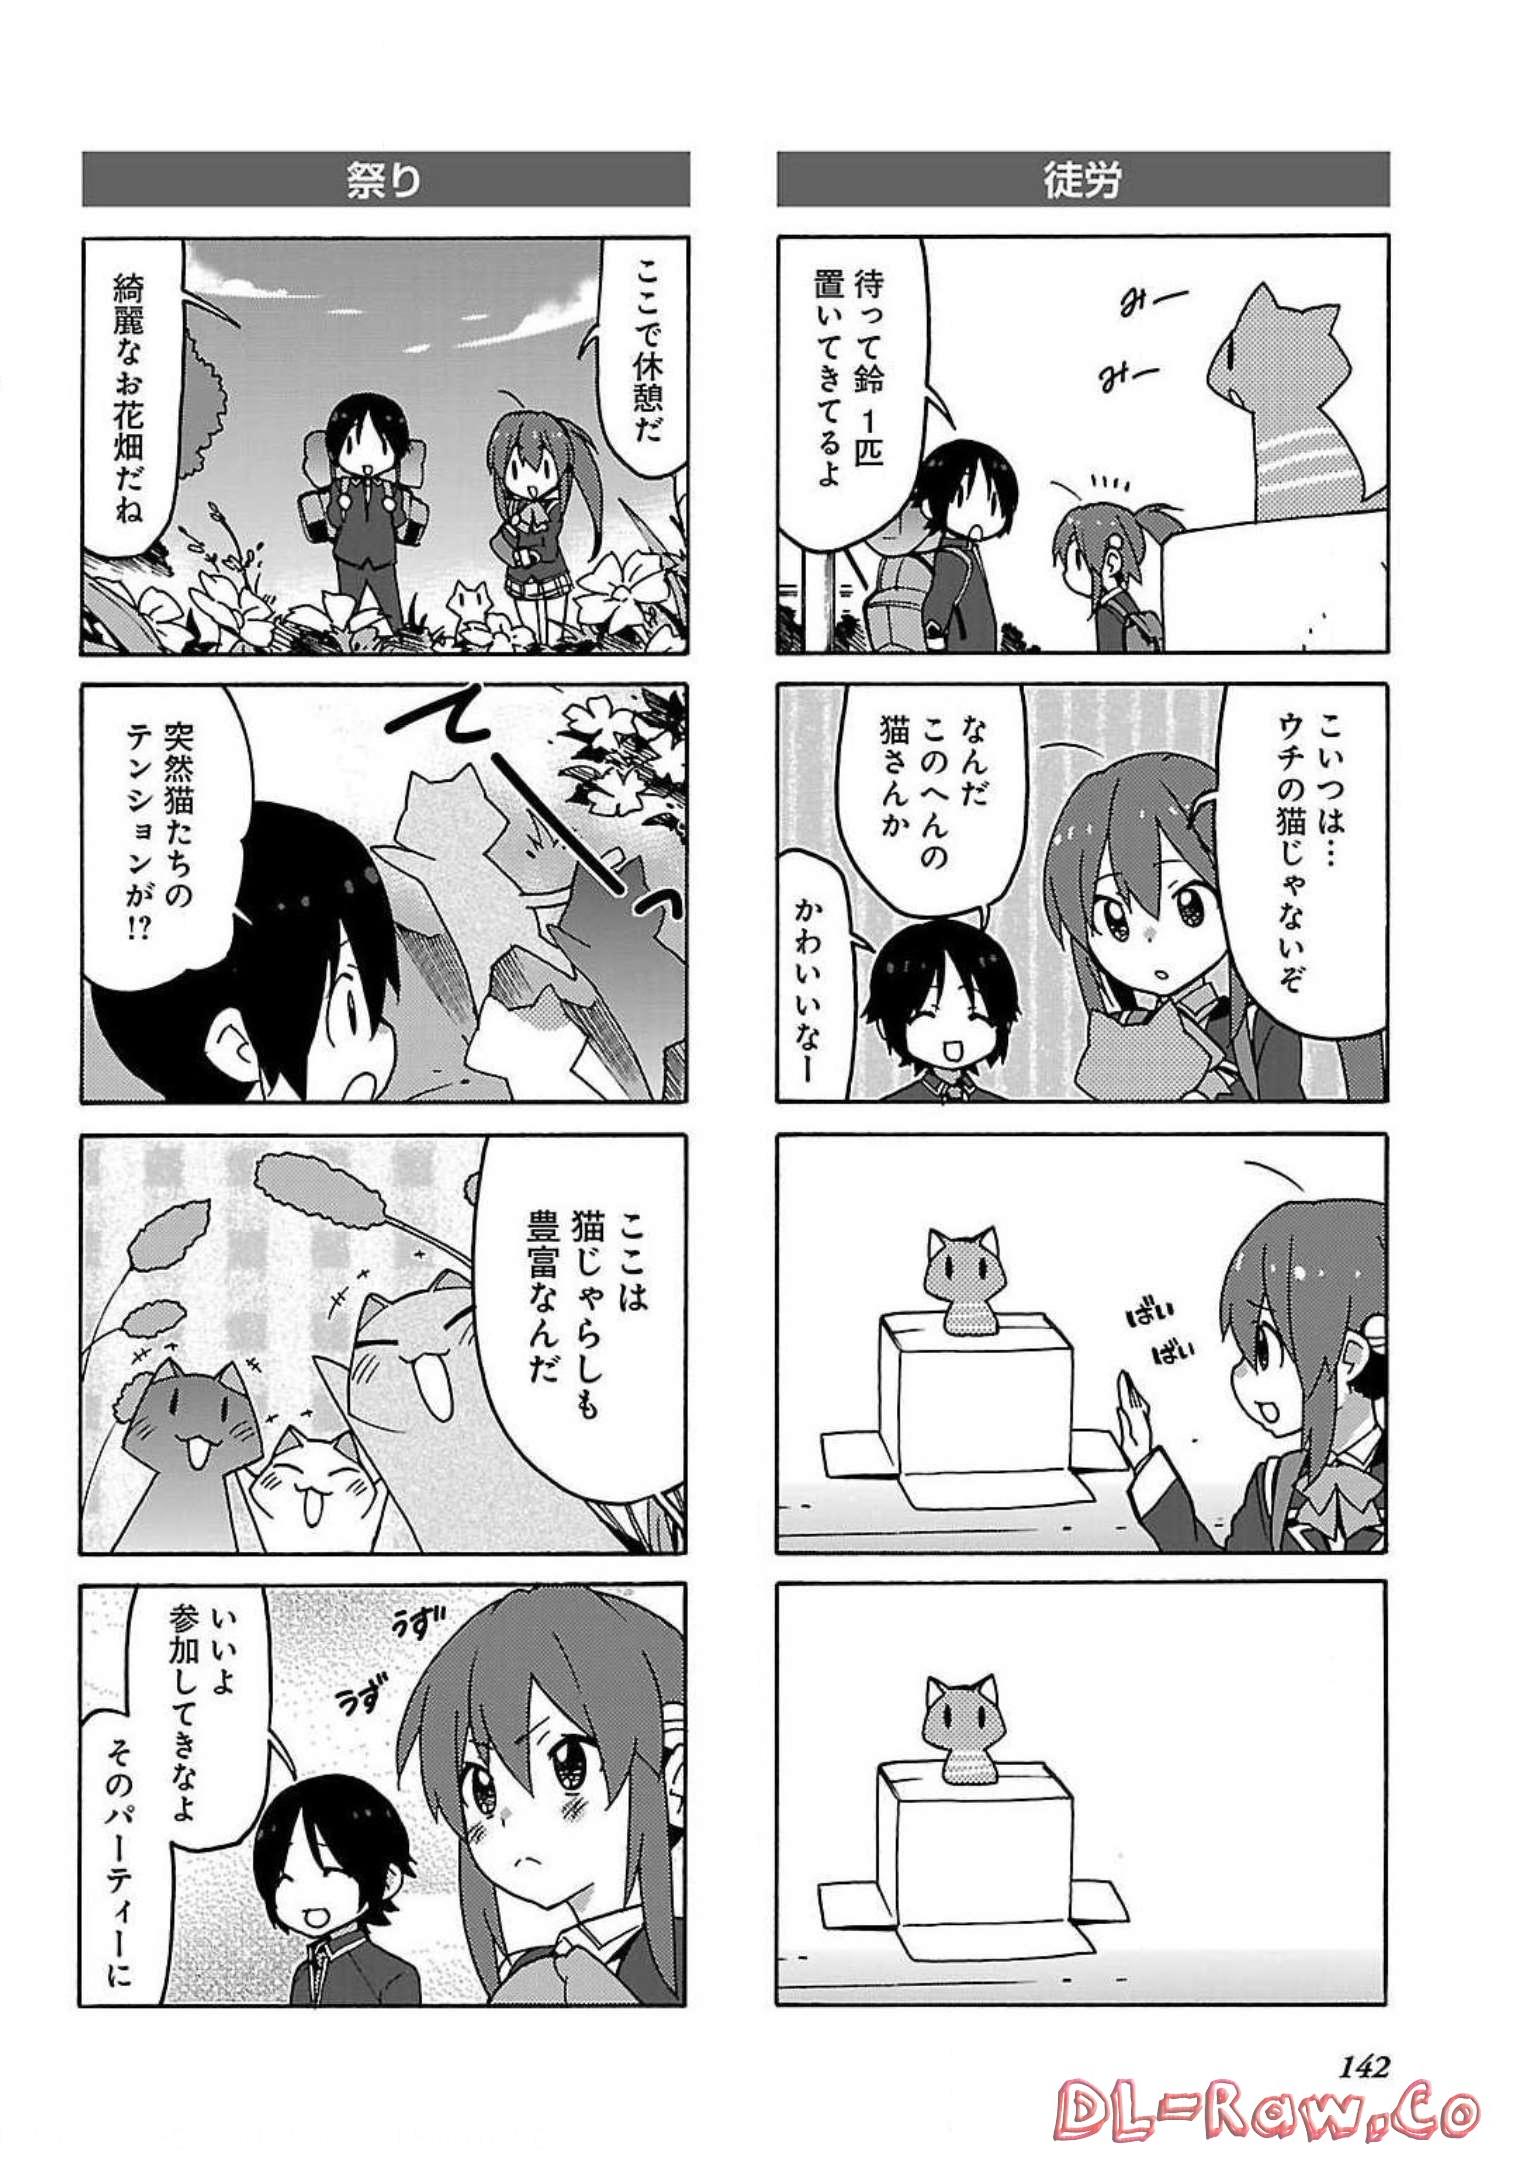 徒労
みー
みー
待って鈴 1匹
置いてきてるよ
こいつは…
ウチの猫じゃないぞ
なんだ
このへんの
猫さんか
かわいいなー
ばい
ばい
祭り
ここで休憩だ
綺麗なお花畑だね
突然猫たちの
テンションが!?
ここは
猫じゃらしも
豊富なんだ
うず
うず
いいよ
参加してきなよ
そのパーティーに
142
DL-Raw.Co